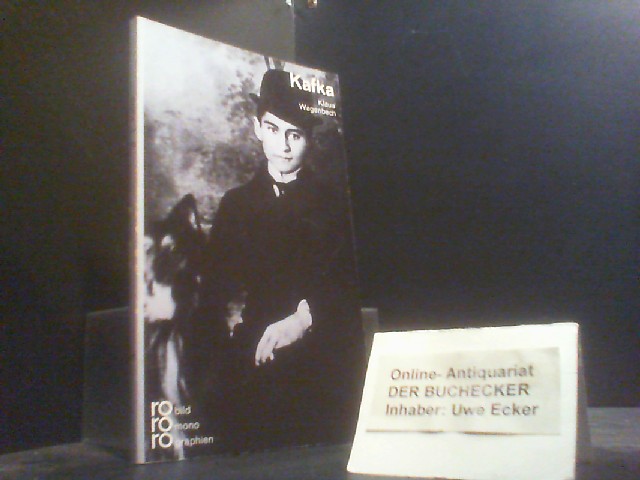 Kafka
Klaus
Wagenbach
ro bild
ro mono
ro graphien
Online- Antiquariat
DER BUCHECKER
Inhaber: Uwe Ecker